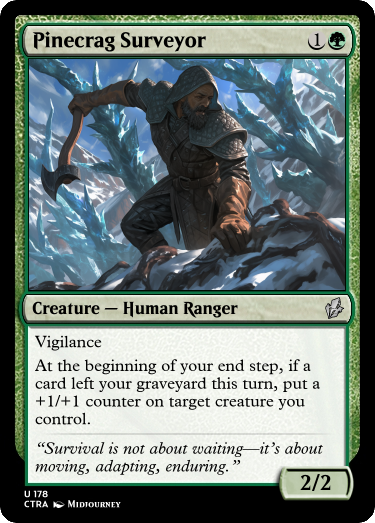 Pinecrag Surveyor 1
Creature — Human Ranger
Vigilance
At the beginning of your end step, if a
card left your graveyard this turn, put a
+1/+1 counter on target creature you
control.
“Survival is not about waiting—it’s about
moving, adapting, enduring.”
2/2
U 178
CTRA Midjourney